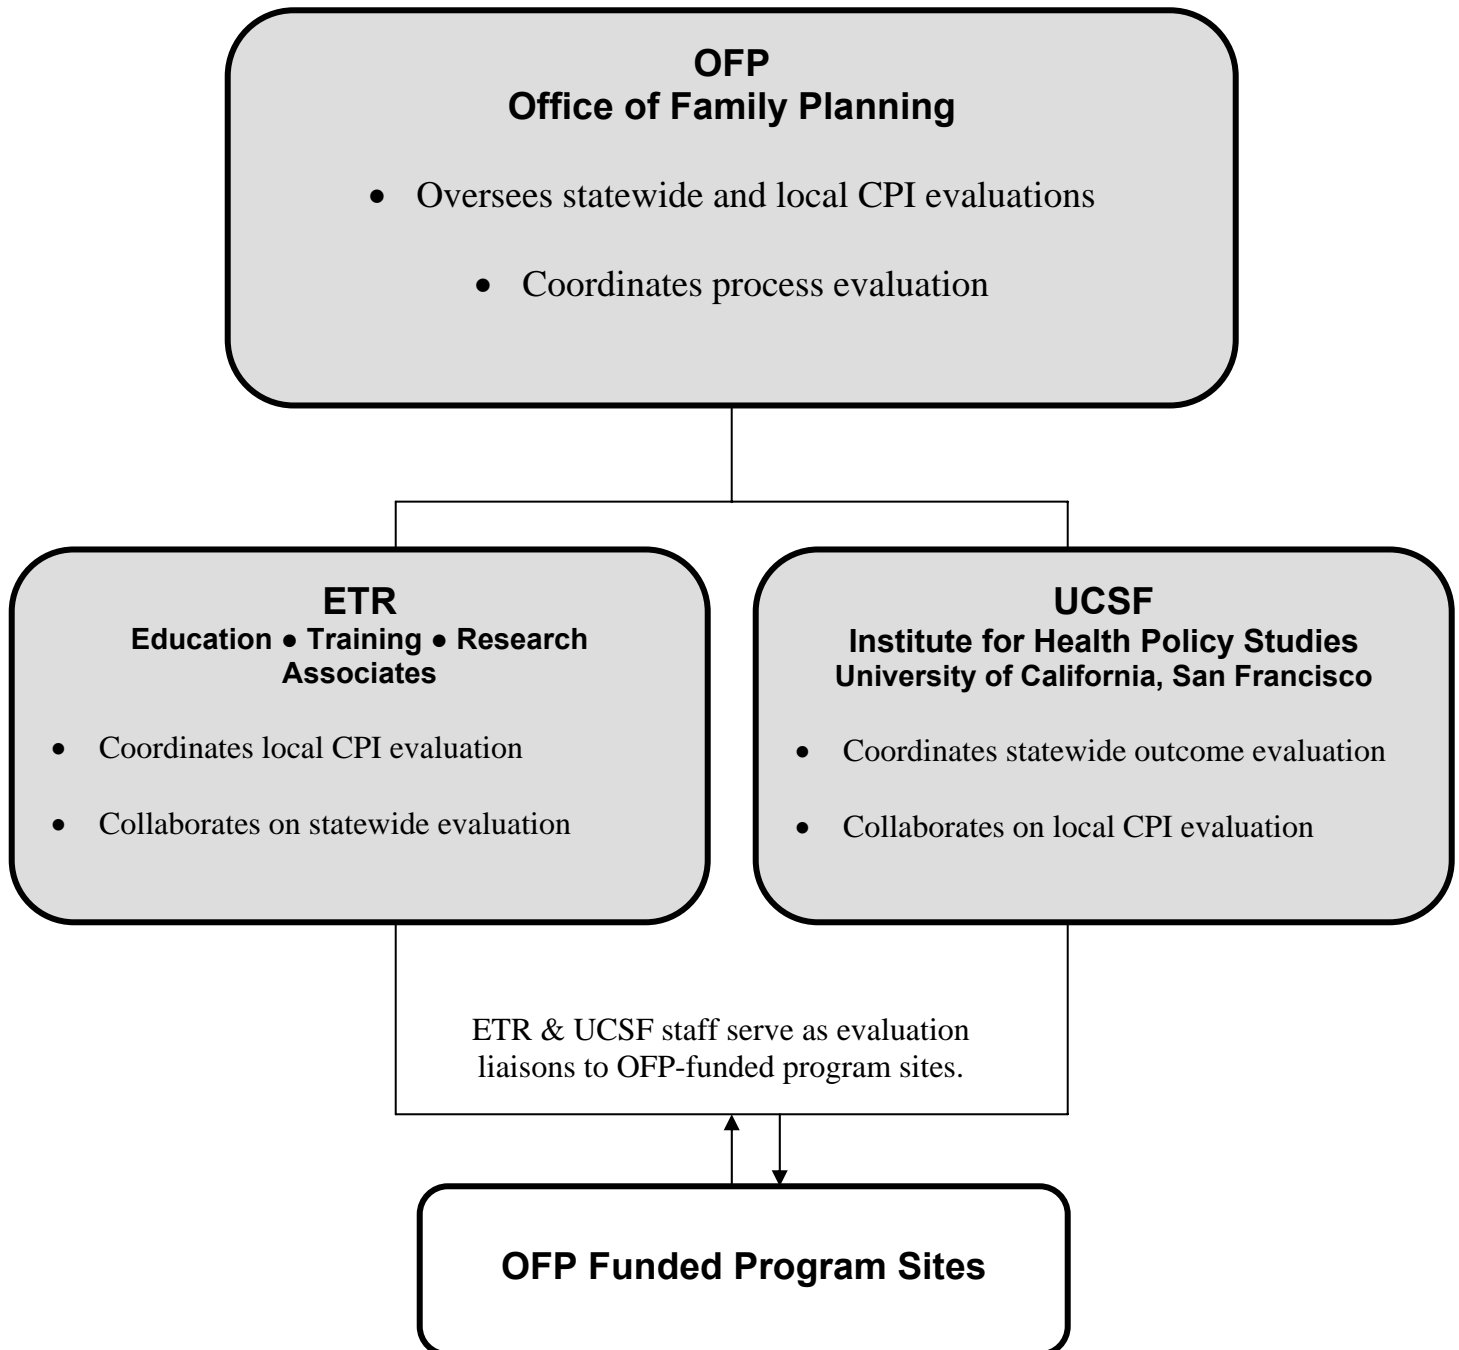 OFP
Office of Family Planning
• Oversees statewide and local CPI evaluations
• Coordinates process evaluation
ETR
Education ● Training ● Research
Associates
• Coordinates local CPI evaluation
• Collaborates on statewide evaluation
UCSF
Institute for Health Policy Studies
University of California, San Francisco
• Coordinates statewide outcome evaluation
• Collaborates on local CPI evaluation
ETR & UCSF staff serve as evaluation
liaisons to OFP-funded program sites.
OFP Funded Program Sites